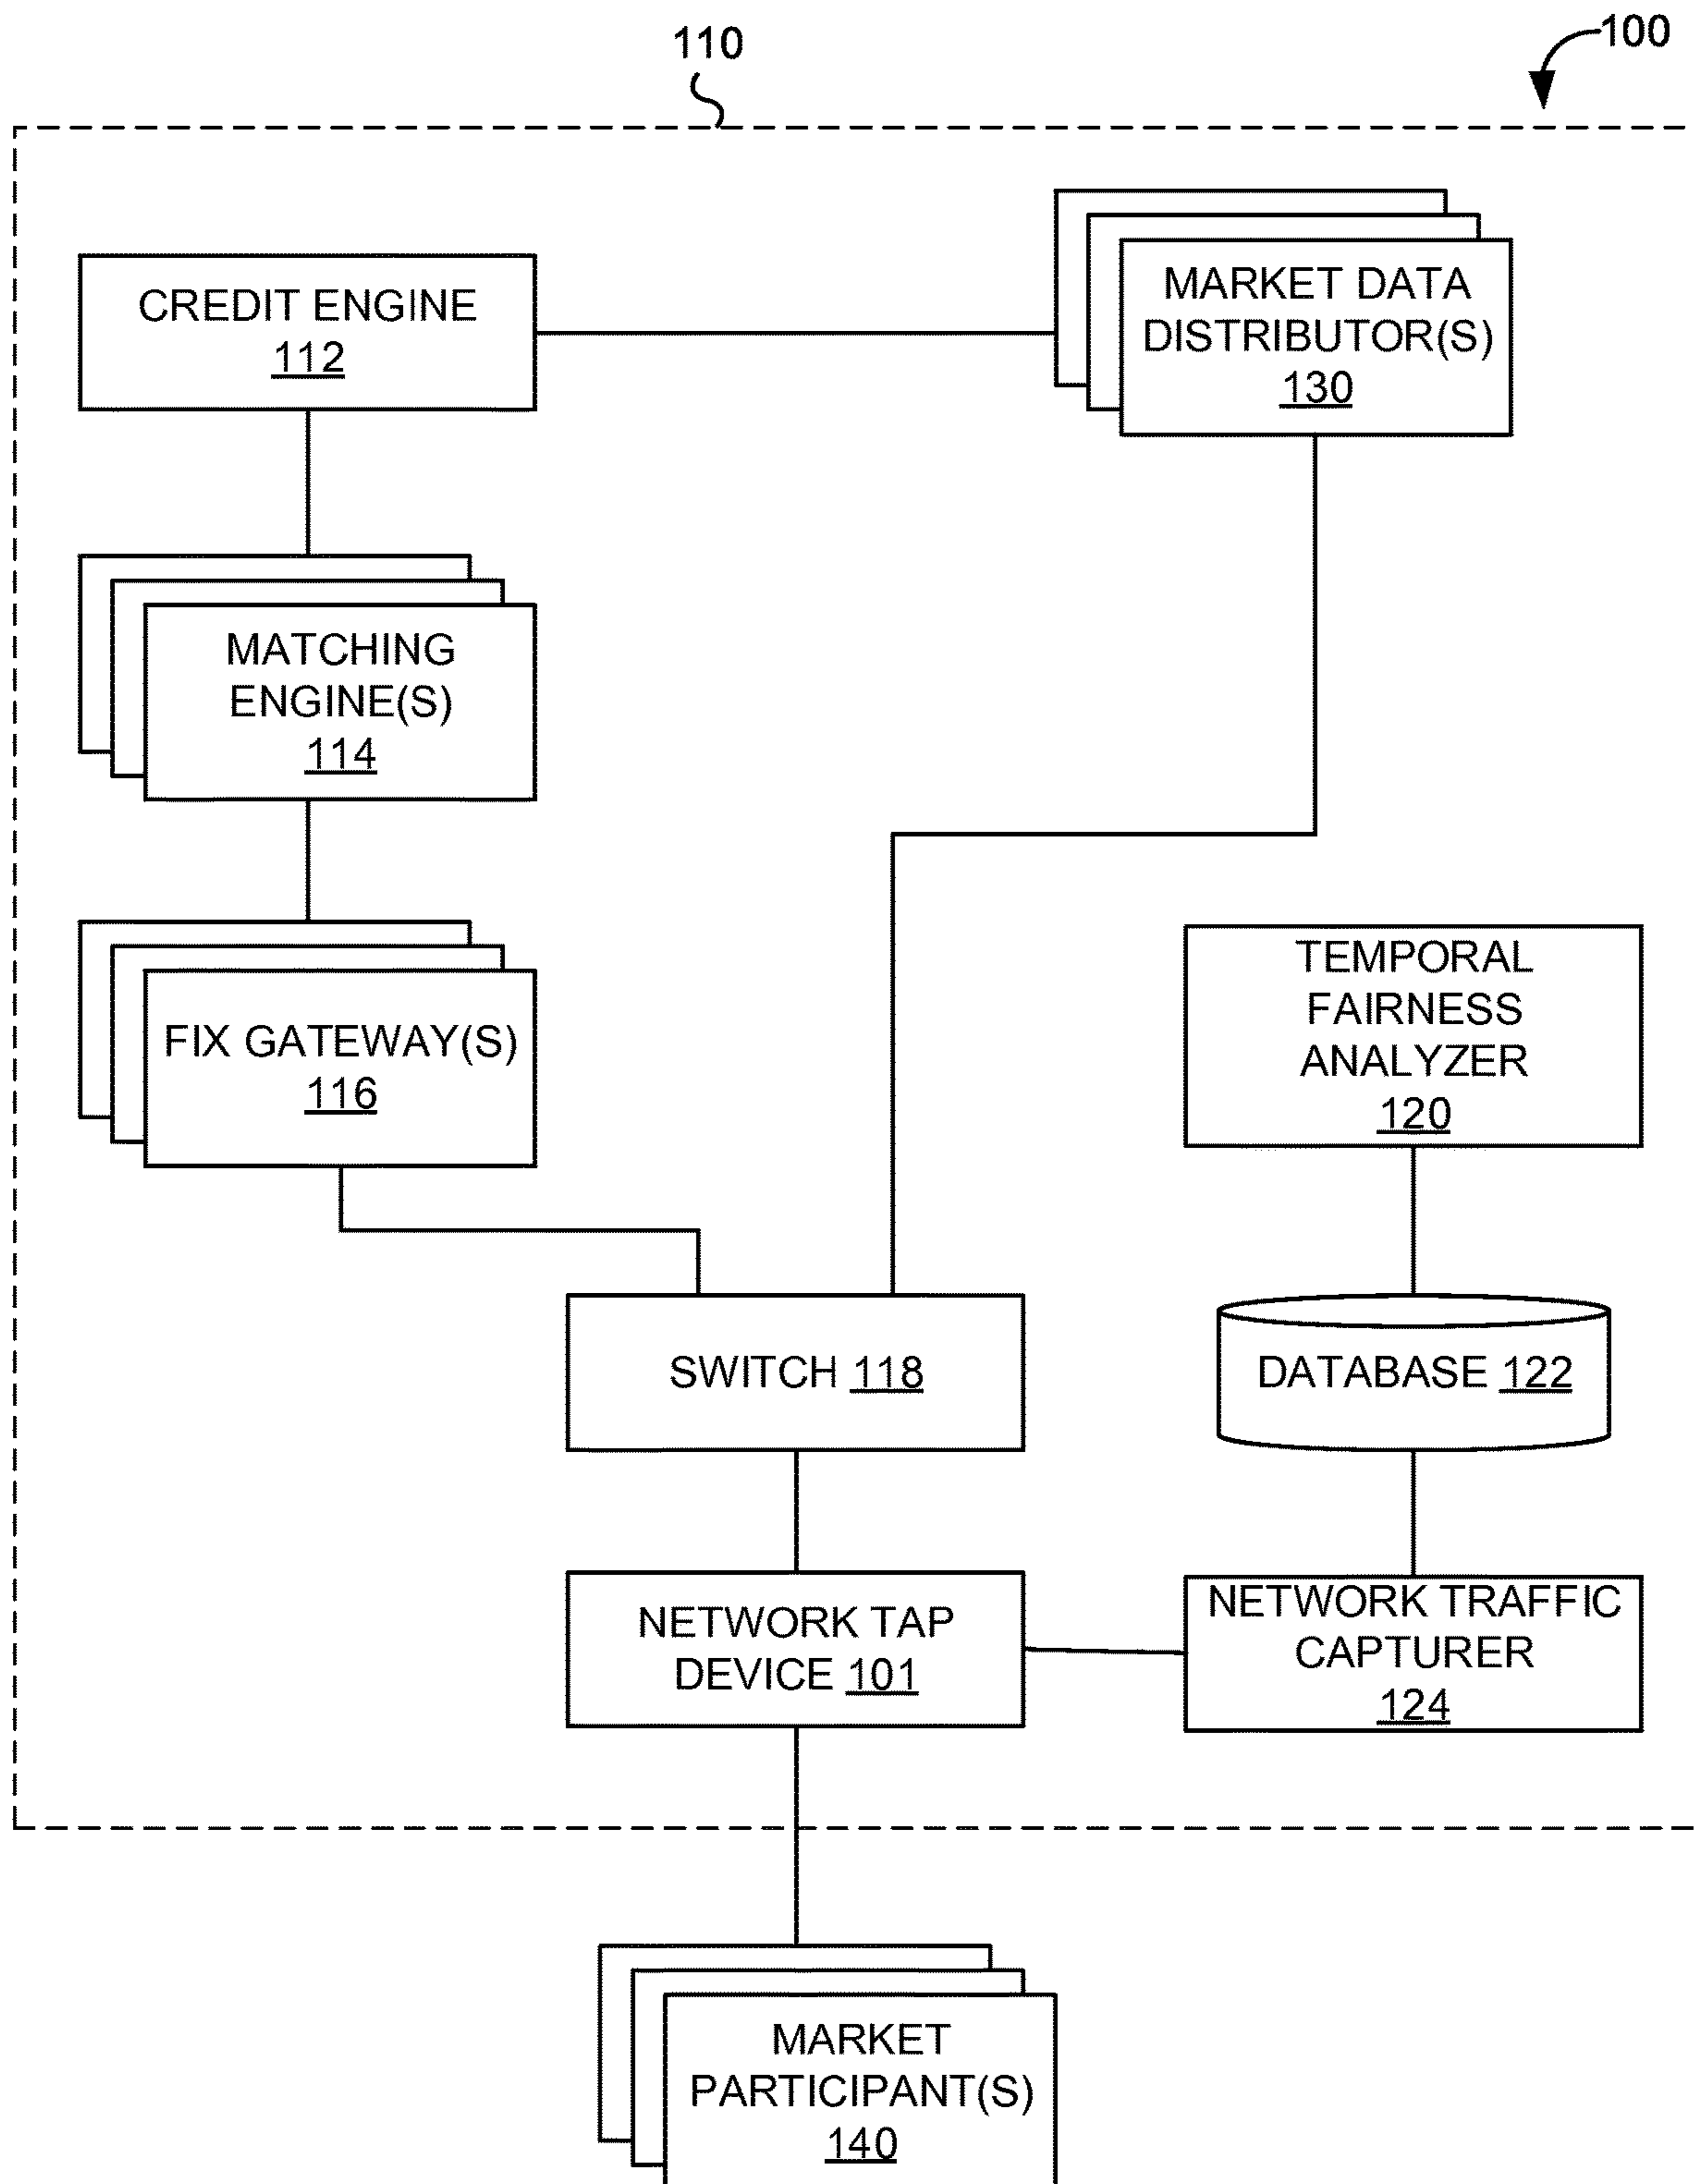 100
110
CREDIT ENGINE
112
MARKET DATA
DISTRIBUTOR(S)
130
MATCHING
ENGINE(S)
114
FIX GATEWAY(S)
116
TEMPORAL
FAIRNESS
ANALYZER
120
SWITCH 118
DATABASE 122
NETWORK TAP
DEVICE 101
NETWORK TRAFFIC
CAPTURER
124
MARKET
PARTICIPANT(S)
140